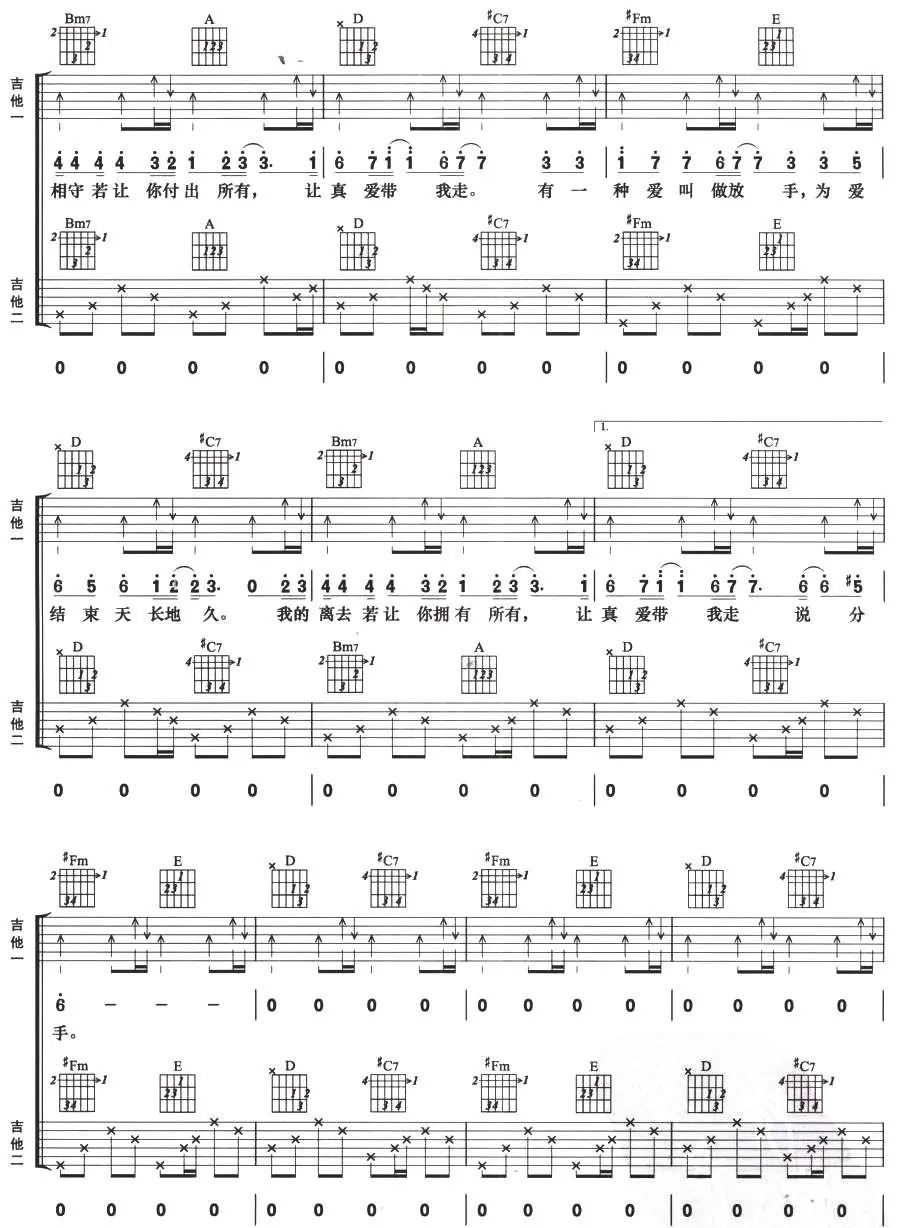 Bm7 A D #C7 #Fm E
吉他一
4 4 4 4 3 2 1 2 3 3. 1 6 7 1 1 6 7 7 3 3 1 7 7 6 7 7 3 3 5
相守若让 你付出 所有, 让真 爱带 我走。 有一 种爱叫做放 手,为爱
Bm7 A D #C7 #Fm E
吉他二
0 0 0 0 0 0 0 0 0 0 0 0
1.
D #C7 Bm7 A D #C7
吉他一
6 5 6 1 2 2 3. 0 2 3 4 4 4 4 3 2 1 2 3 3. 1 6 7 1 1 6 7 7. 6 6 #5
结束天长地久。 我的离去若让 你拥有 所有, 让真 爱带 我走 说分
D #C7 Bm7 A D #C7
吉他二
0 0 0 0 0 0 0 0 0 0 0 0
#Fm E D #C7 #Fm E D #C7
吉他一
6 – – – 0 0 0 0 0 0 0 0 0 0 0 0
手。
#Fm E D #C7 #Fm E D #C7
吉他二
0 0 0 0 0 0 0 0 0 0 0 0 0 0 0 0